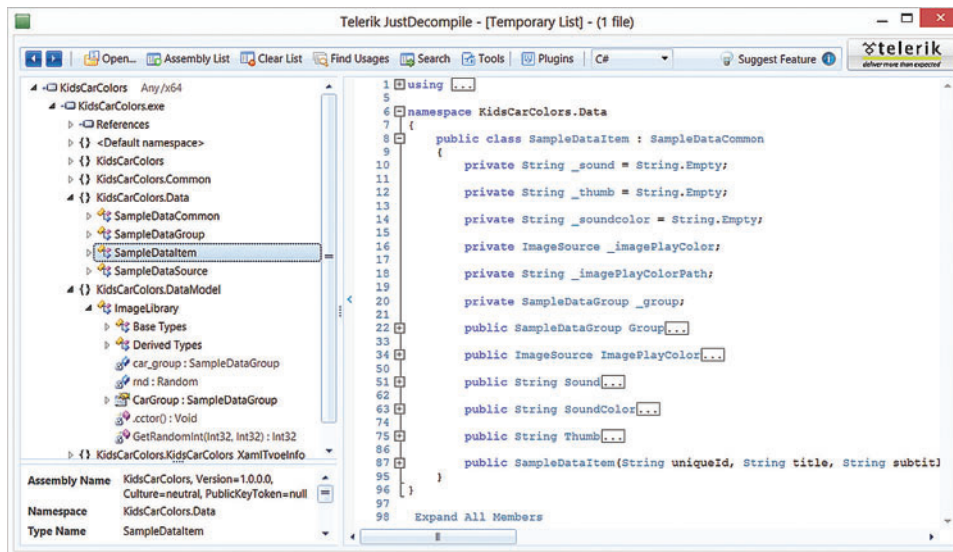 Telerik JustDecompile - [Temporary List] - (1 file)
Open... Assembly List Clear List Find Usages Search Tools Plugins C# Suggest Feature
telerik
deliver more than expected
KidsCarColors Any/x64
KidsCarColors.exe
References
{} <Default namespace>
{} KidsCarColors
{} KidsCarColors.Common
{} KidsCarColors.Data
SampleDataCommon
SampleDataGroup
SampleDataItem
SampleDataSource
{} KidsCarColors.DataModel
ImageLibrary
Base Types
Derived Types
car_group : SampleDataGroup
rnd : Random
CarGroup : SampleDataGroup
.cctor() : Void
GetRandomInt(Int32, Int32) : Int32
{} KidsCarColors.KidsCarColors_XamlTypeInfo
Assembly Name KidsCarColors, Version=1.0.0.0,
Culture=neutral, PublicKeyToken=null
Namespace KidsCarColors.Data
Type Name SampleDataItem
1 using ...
5
6 namespace KidsCarColors.Data
7 {
8 public class SampleDataItem : SampleDataCommon
9 {
10 private String _sound = String.Empty;
11
12 private String _thumb = String.Empty;
13
14 private String _soundcolor = String.Empty;
15
16 private ImageSource _imagePlayColor;
17
18 private String _imagePlayColorPath;
19
20 private SampleDataGroup _group;
21
22 public SampleDataGroup Group...
33
34 public ImageSource ImagePlayColor...
50
51 public String Sound...
62
63 public String SoundColor...
74
75 public String Thumb...
86
87 public SampleDataItem(String uniqueId, String title, String subtitl
95 }
96 }
97
98 Expand All Members